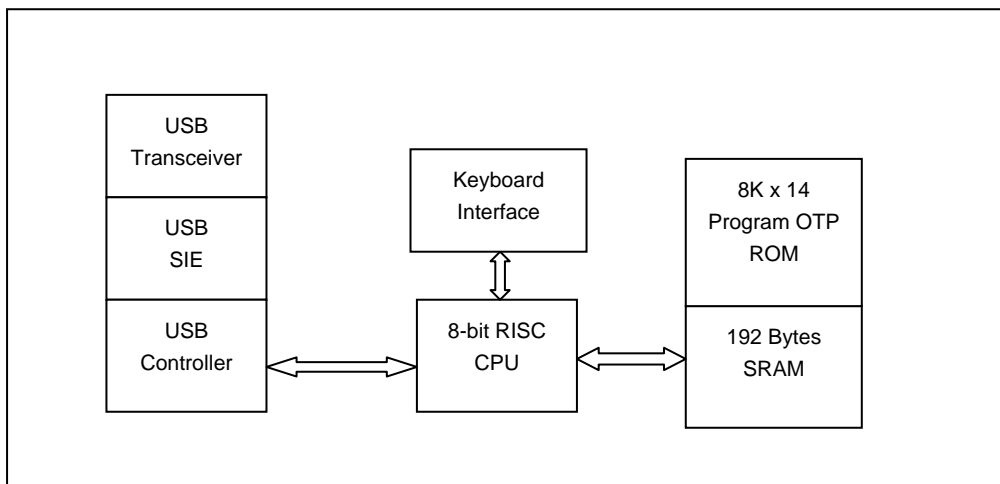 USB
Transceiver
USB
SIE
USB
Controller
Keyboard
Interface
8-bit RISC
CPU
8K x 14
Program OTP
ROM
192 Bytes
SRAM